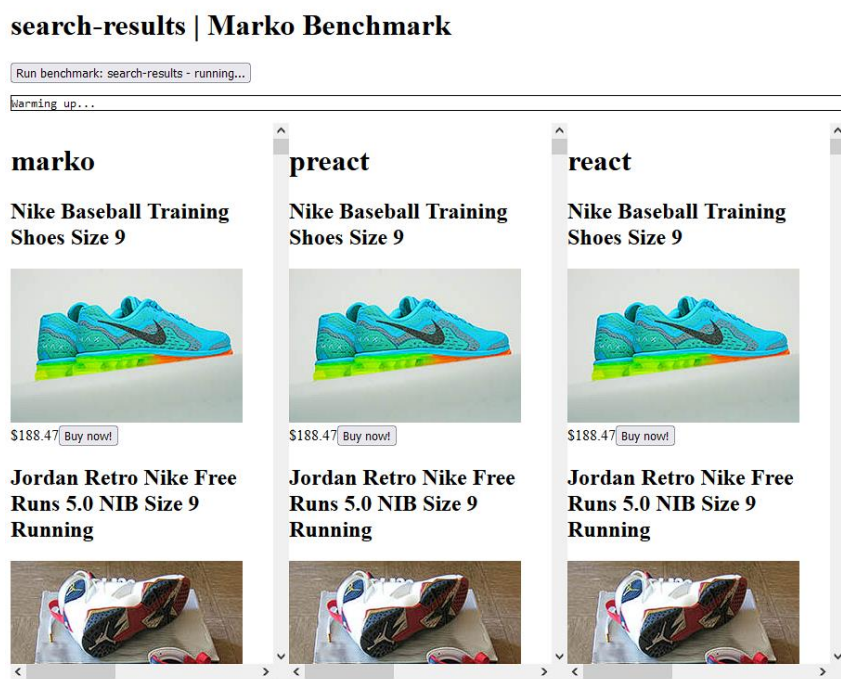 search-results | Marko Benchmark
Run benchmark: search-results - running...
Warming up...
marko
Nike Baseball Training
Shoes Size 9
$188.47 Buy now!
Jordan Retro Nike Free
Runs 5.0 NIB Size 9
Running
preact
Nike Baseball Training
Shoes Size 9
$188.47 Buy now!
Jordan Retro Nike Free
Runs 5.0 NIB Size 9
Running
react
Nike Baseball Training
Shoes Size 9
$188.47 Buy now!
Jordan Retro Nike Free
Runs 5.0 NIB Size 9
Running